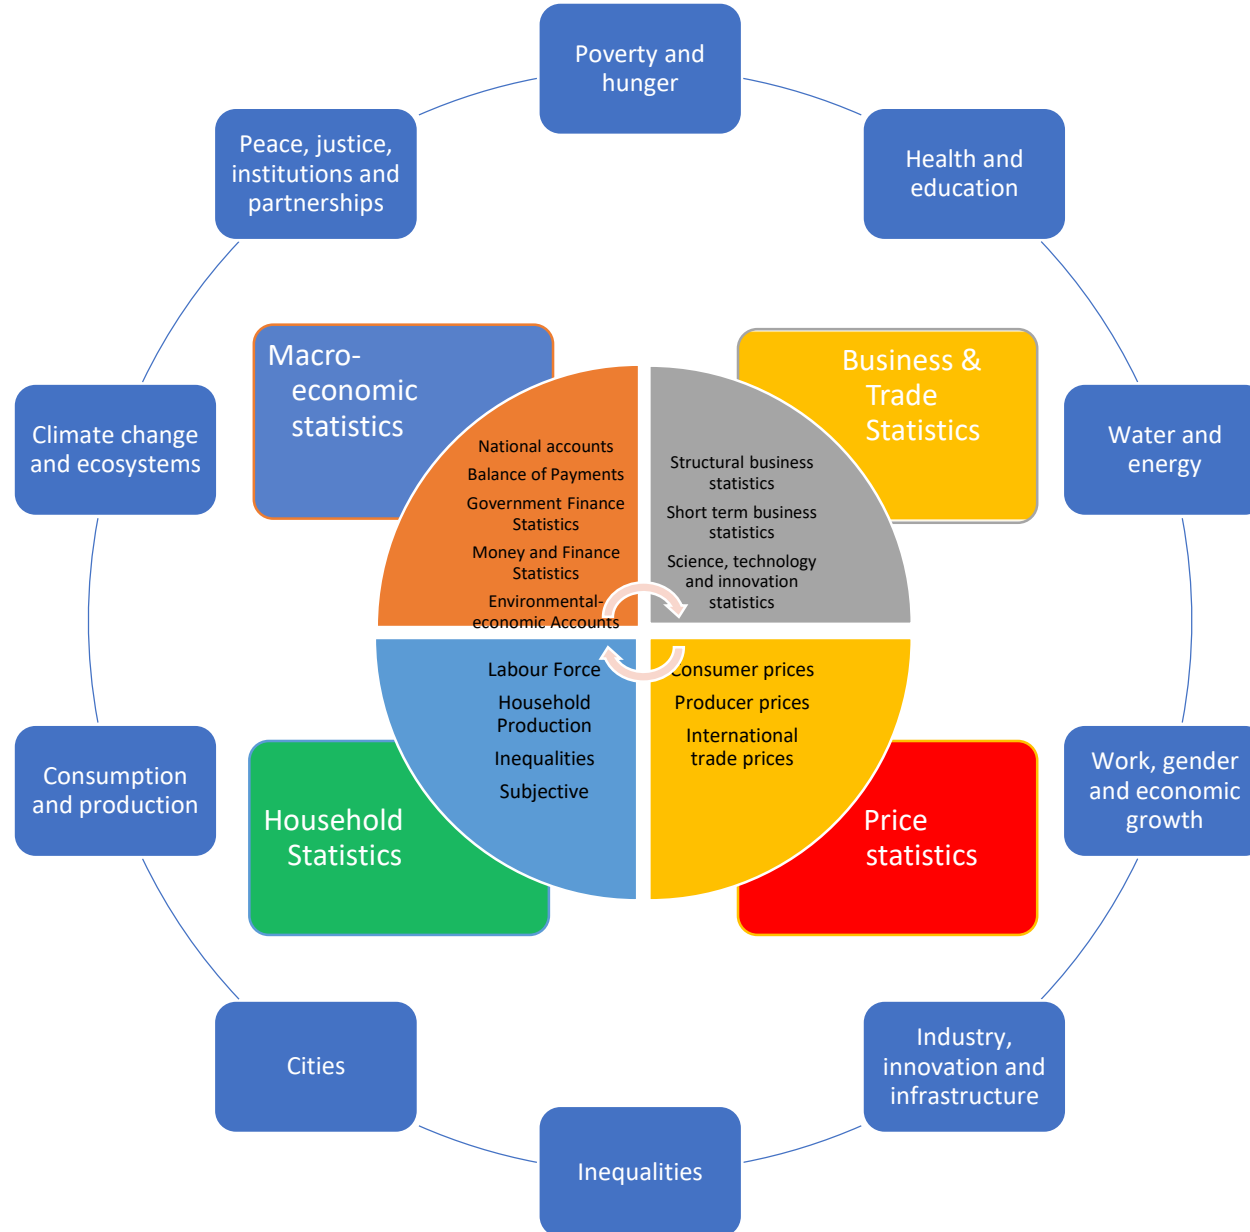 Poverty and
hunger
Peace, justice,
institutions and
partnerships
Health and
education
Macro-
economic
statistics
Business &
Trade
Statistics
Climate change
and ecosystems
Water and
energy
National accounts
Balance of Payments
Government Finance
Statistics
Money and Finance
Statistics
Environmental-
economic Accounts
Structural business
statistics
Short term business
statistics
Science, technology
and innovation
statistics
Labour Force
Household
Production
Inequalities
Subjective
Consumer prices
Producer prices
International
trade prices
Consumption
and production
Work, gender
and economic
growth
Household
Statistics
Price
statistics
Cities
Industry,
innovation and
infrastructure
Inequalities